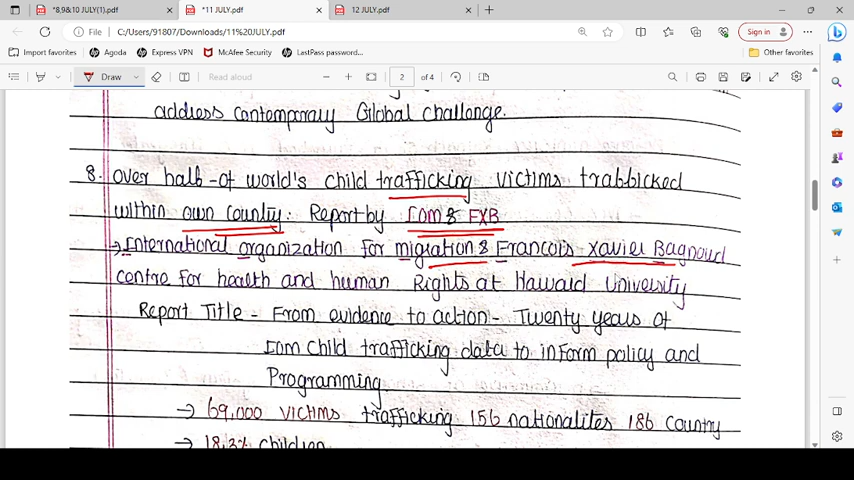 *8,9&10 JULY(1).pdf
*11 JULY.pdf
12 JULY.pdf
File
C:/Users/91807/Downloads/11%20JULY.pdf
Sign in
Import favorites
Agoda
Express VPN
McAfee Security
LastPass password...
Other favorites
Draw
Read aloud
2
of 4
address Contemporary Global challenge.
8. Over half-of world's child trafficking victims trabbicked
within own country. Report by IOM & FXB
→ International organization for migration & Francois- Xavier Bagnoud
centre for health and human Rights at Hawaid University
Report Title - From evidence to action- Twenty years of
Iom child trafficking data to inform policy and
Programming.
→ 69,000 victims trafficking 156 nationalites 186 country
→ 18.3% children